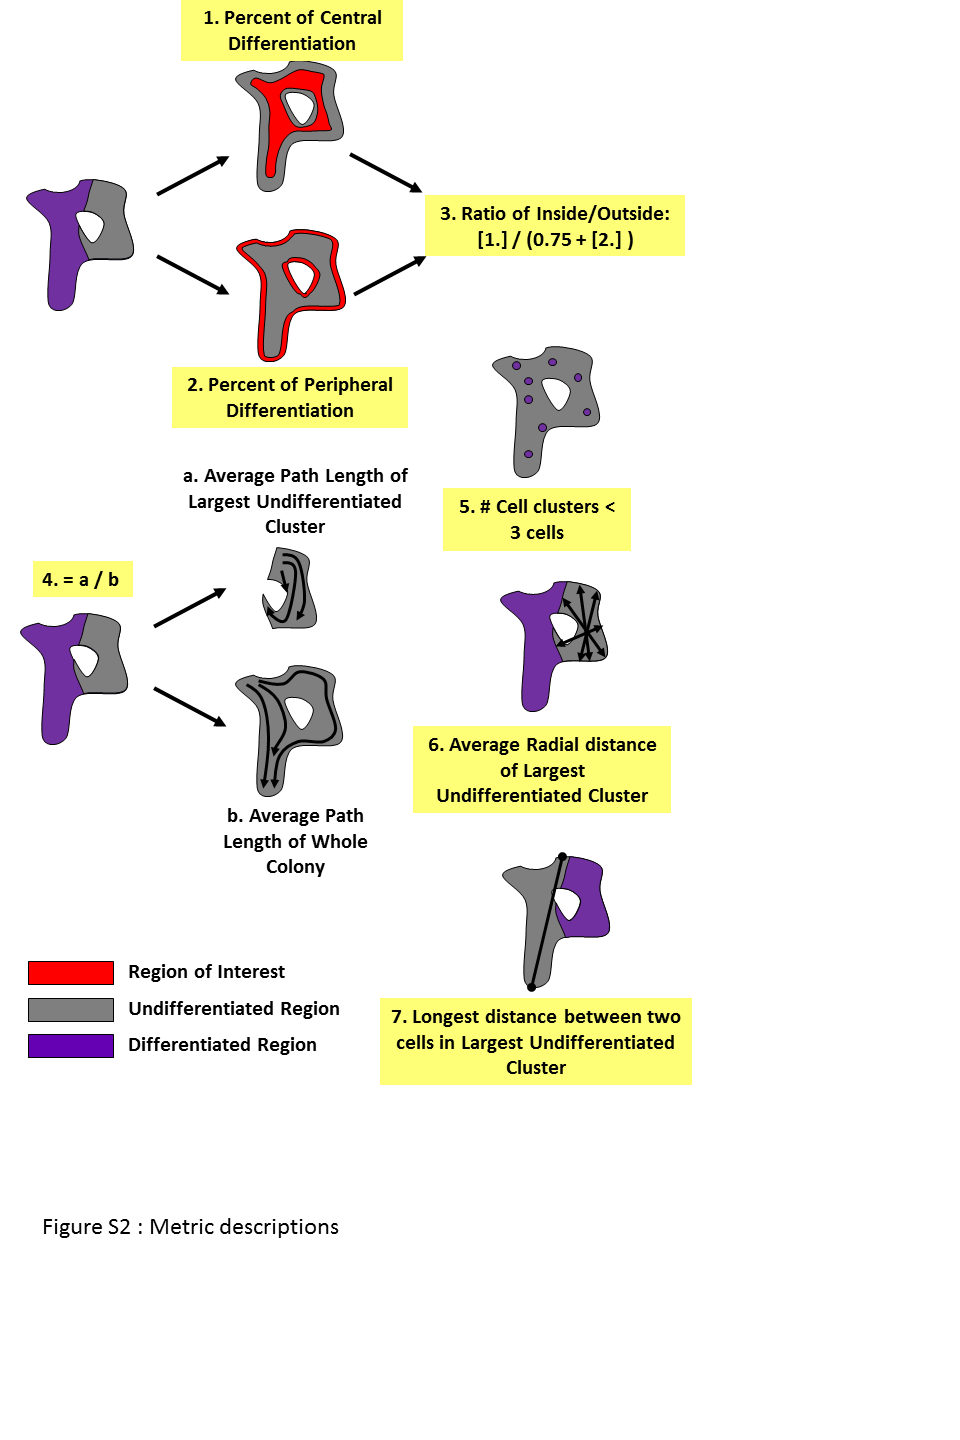 1. Percent of Central
Differentiation
3. Ratio of Inside/Outside:
[1.] / (0.75 + [2.] )
2. Percent of Peripheral
Differentiation
a. Average Path Length of
Largest Undifferentiated
Cluster
5. # Cell clusters <
3 cells
4. = a / b
6. Average Radial distance
of Largest
Undifferentiated Cluster
b. Average Path
Length of Whole
Colony
Region of Interest
Undifferentiated Region
Differentiated Region
7. Longest distance between two
cells in Largest Undifferentiated
Cluster
Figure S2 : Metric descriptions